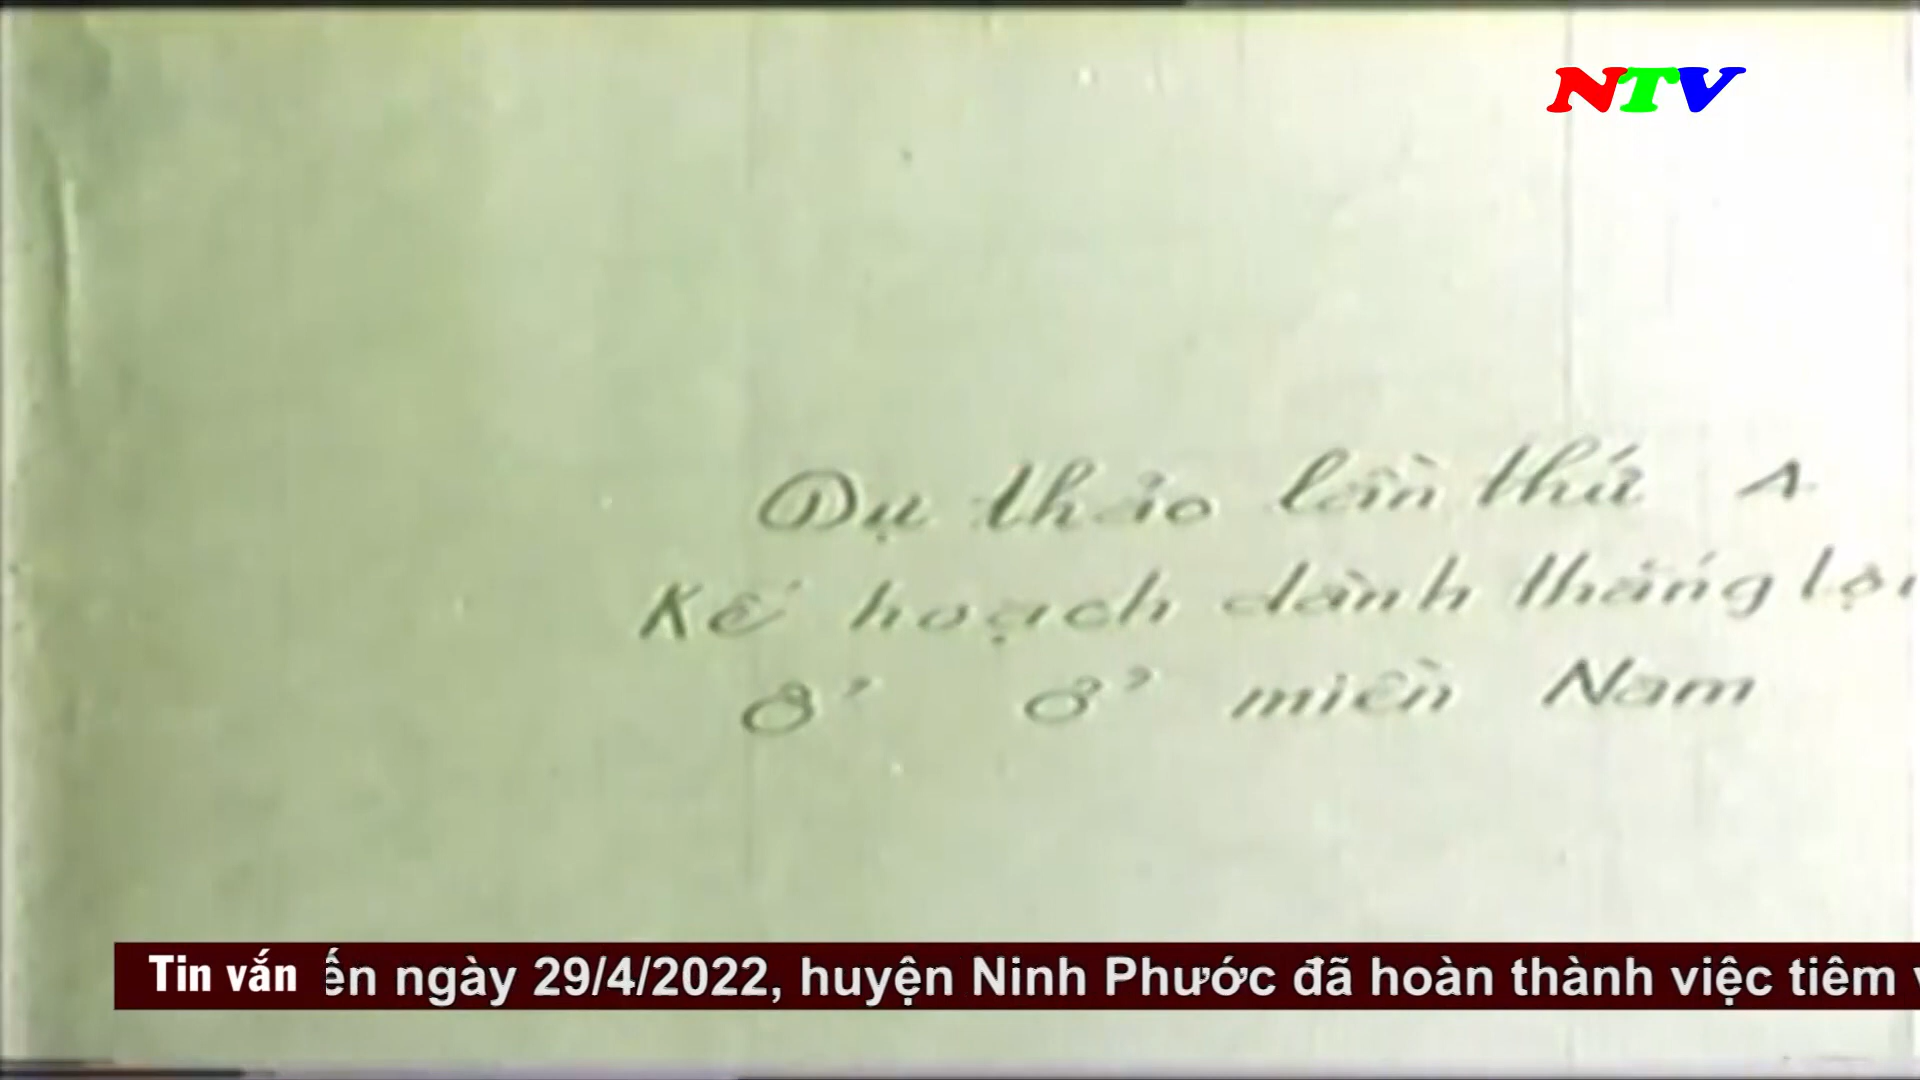 NTV
Dự thảo lần thứ 1
Kế hoạch dành thắng lợi
ở ở miền Nam
Tin vắn ến ngày 29/4/2022, huyện Ninh Phước đã hoàn thành việc tiêm